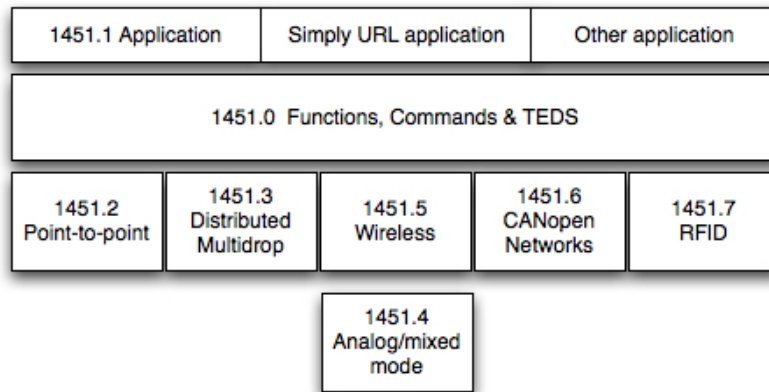 1451.1 Application
Simply URL application
Other application
1451.0 Functions, Commands & TEDS
1451.2
Point-to-point
1451.3
Distributed
Multidrop
1451.5
Wireless
1451.6
CANopen
Networks
1451.7
RFID
1451.4
Analog/mixed
mode